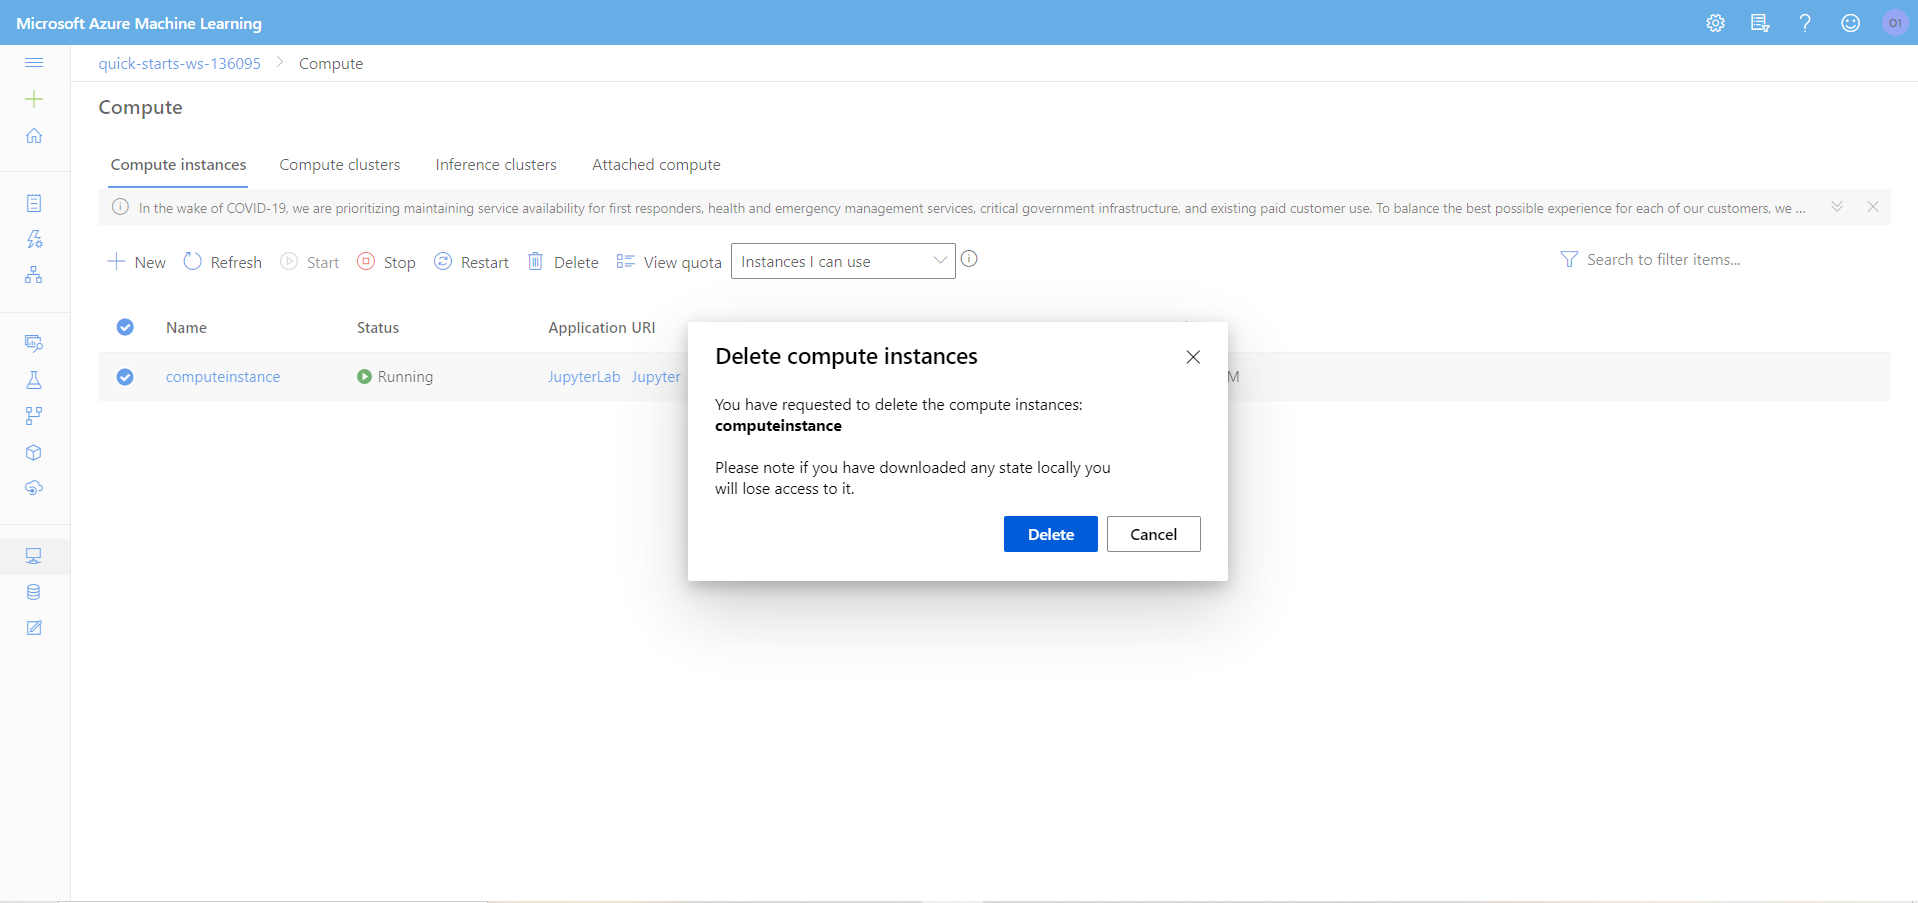 Microsoft Azure Machine Learning
O1
quick-starts-ws-136095 > Compute
Compute
Compute instances Compute clusters Inference clusters Attached compute
In the wake of COVID-19, we are prioritizing maintaining service availability for first responders, health and emergency management services, critical government infrastructure, and existing paid customer use. To balance the best possible experience for each of our customers, we ...
New Refresh Start Stop Restart Delete View quota Instances I can use Search to filter items...
Name Status Application URI
computeinstance Running JupyterLab Jupyter M
Delete compute instances
You have requested to delete the compute instances:
computeinstance
Please note if you have downloaded any state locally you
will lose access to it.
Delete Cancel